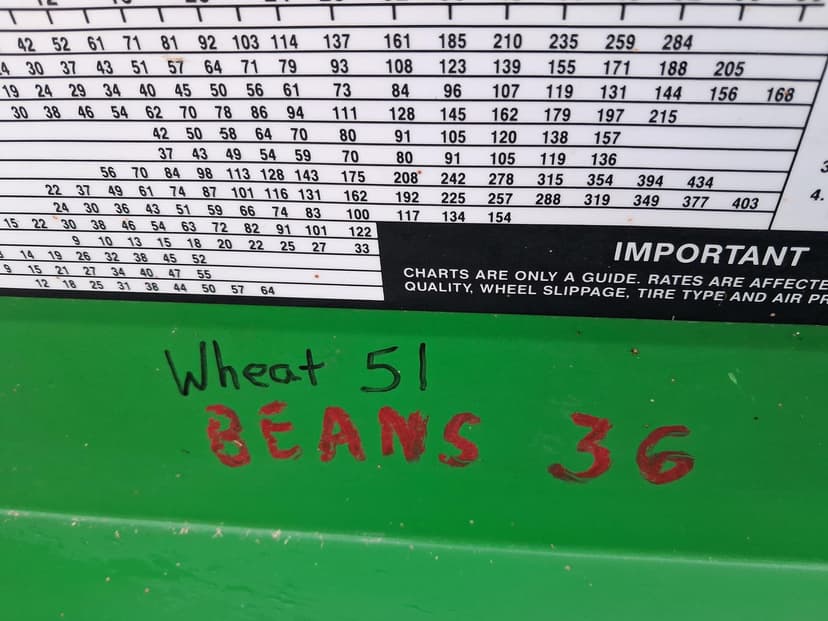 42 52 61 71 81 92 103 114 137 161 185 210 235 259 284
30 37 43 51 57 64 71 79 93 108 123 139 155 171 188 205
19 24 29 34 40 45 50 56 61 73 84 96 107 119 131 144 156 168
30 38 46 54 62 70 78 86 94 111 128 145 162 179 197 215
42 50 58 64 70 80 91 105 120 138 157
37 43 49 54 59 70 80 91 105 119 136
56 70 84 98 113 128 143 175 208 242 278 315 354 394 434
22 37 49 61 74 87 101 116 131 162 192 225 257 288 319 349 377 403
24 30 36 43 51 59 66 74 83 100 117 134 154
15 22 30 38 46 54 63 72 82 91 101 122
9 10 13 15 18 20 22 25 27 33
14 19 26 32 38 45 52
9 15 21 27 34 40 47 55
12 18 25 31 38 44 50 57 64
3.
4.
IMPORTANT
CHARTS ARE ONLY A GUIDE. RATES ARE AFFECTE
QUALITY, WHEEL SLIPPAGE, TIRE TYPE AND AIR PR
Wheat 51
BEANS 36